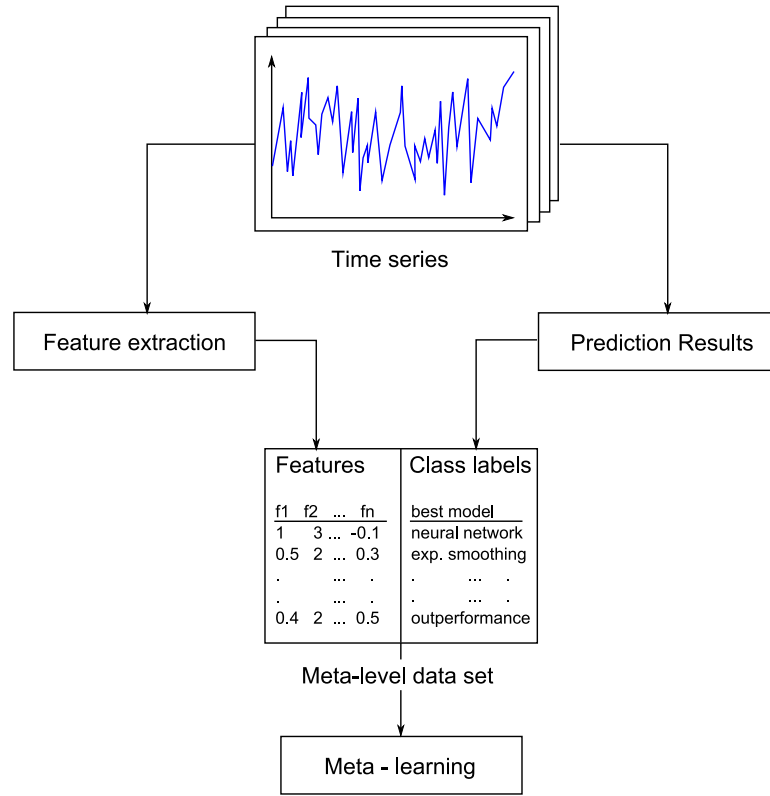 Time series
Feature extraction
Prediction Results
Features
f1 f2 ... fn
1 3 ... -0.1
0.5 2 ... 0.3
. ... .
. ... .
0.4 2 ... 0.5
Class labels
best model
neural network
exp. smoothing
. ... .
. ... .
outperformance
Meta-level data set
Meta - learning